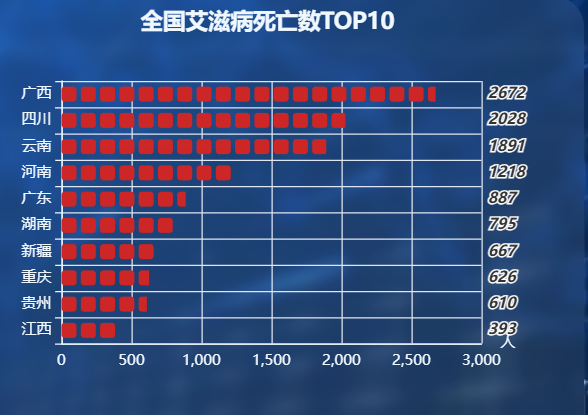 全国艾滋病死亡数TOP10
广西 2672
四川 2028
云南 1891
河南 1218
广东 887
湖南 795
新疆 667
重庆 626
贵州 610
江西 393
人
0 500 1,000 1,500 2,000 2,500 3,000